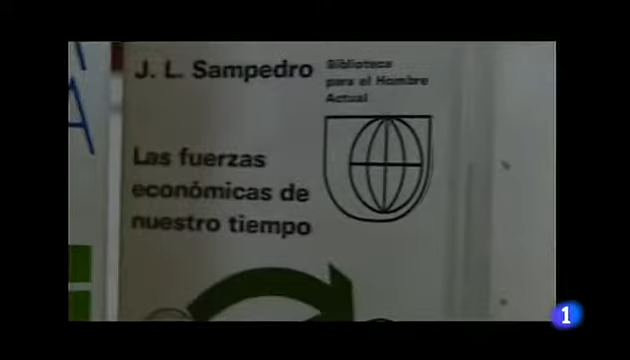 J. L. Sampedro
Biblioteca
para el Hombre
Actual
Las fuerzas
económicas de
nuestro tiempo
A
1